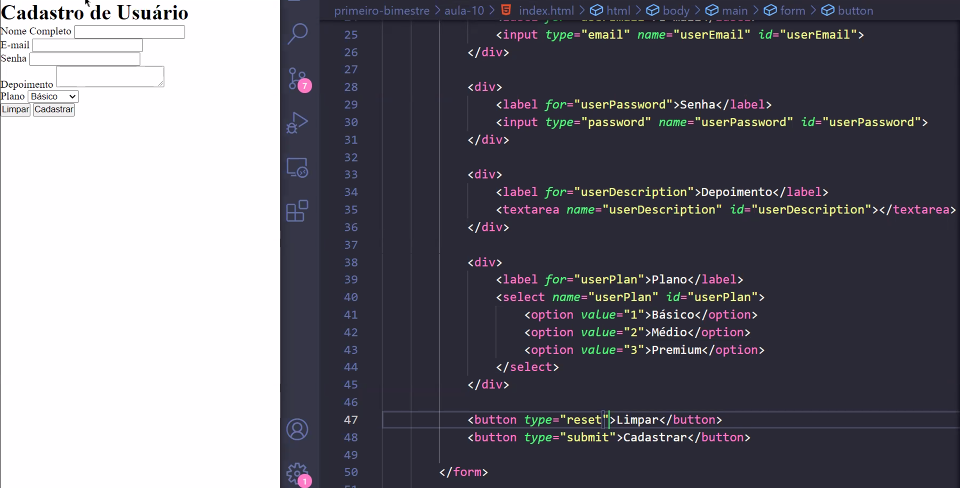 Cadastro de Usuário
Nome Completo
E-mail
Senha
Depoimento
Plano Básico
Limpar Cadastrar
7
1
primeiro-bimestre > aula-10 > index.html > html > body > main > form > button
25 <input type="email" name="userEmail" id="userEmail">
26 </div>
27
28 <div>
29 <label for="userPassword">Senha</label>
30 <input type="password" name="userPassword" id="userPassword">
31 </div>
32
33 <div>
34 <label for="userDescription">Depoimento</label>
35 <textarea name="userDescription" id="userDescription"></textarea>
36 </div>
37
38 <div>
39 <label for="userPlan">Plano</label>
40 <select name="userPlan" id="userPlan">
41 <option value="1">Básico</option>
42 <option value="2">Médio</option>
43 <option value="3">Premium</option>
44 </select>
45 </div>
46
47 <button type="reset">Limpar</button>
48 <button type="submit">Cadastrar</button>
49
50 </form>